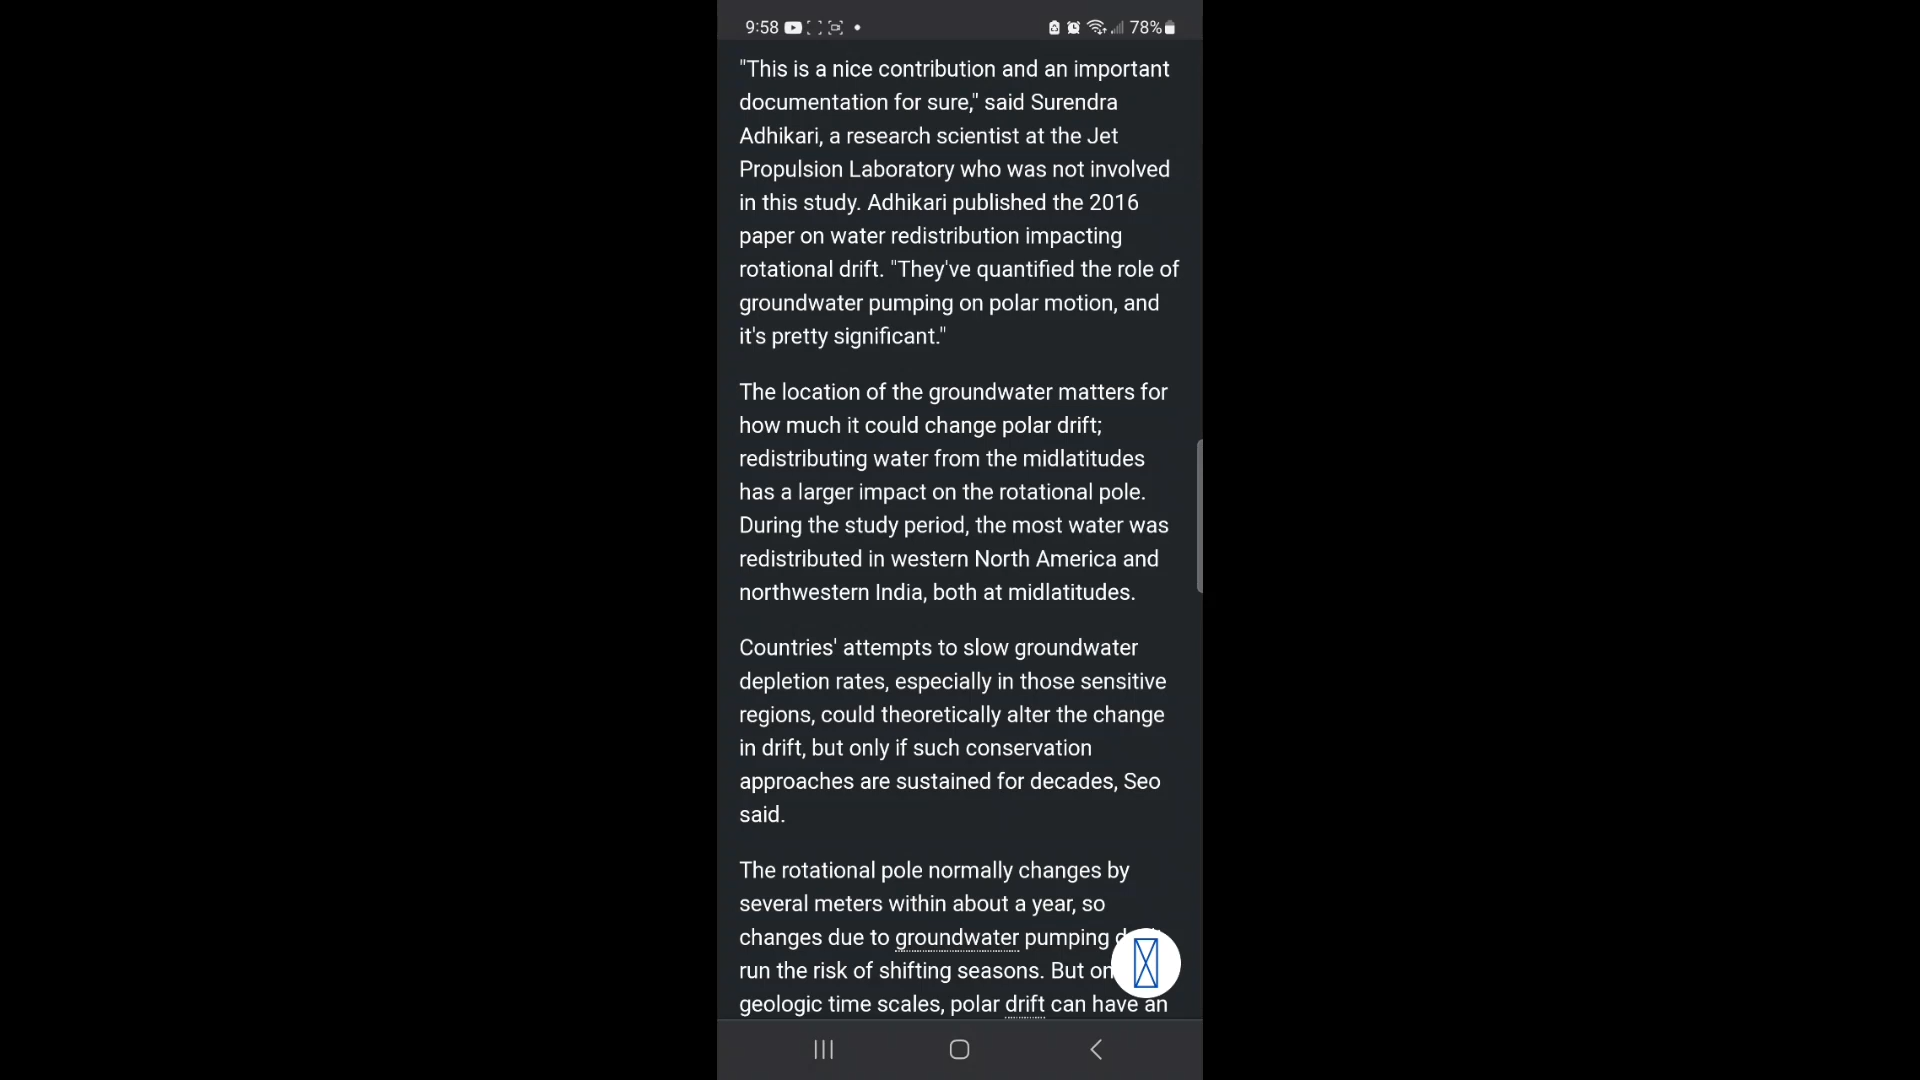 9:58
78%
"This is a nice contribution and an important
documentation for sure," said Surendra
Adhikari, a research scientist at the Jet
Propulsion Laboratory who was not involved
in this study. Adhikari published the 2016
paper on water redistribution impacting
rotational drift. "They've quantified the role of
groundwater pumping on polar motion, and
it's pretty significant."
The location of the groundwater matters for
how much it could change polar drift;
redistributing water from the midlatitudes
has a larger impact on the rotational pole.
During the study period, the most water was
redistributed in western North America and
northwestern India, both at midlatitudes.
Countries' attempts to slow groundwater
depletion rates, especially in those sensitive
regions, could theoretically alter the change
in drift, but only if such conservation
approaches are sustained for decades, Seo
said.
The rotational pole normally changes by
several meters within about a year, so
changes due to groundwater pumping
run the risk of shifting seasons. But on
geologic time scales, polar drift can have an